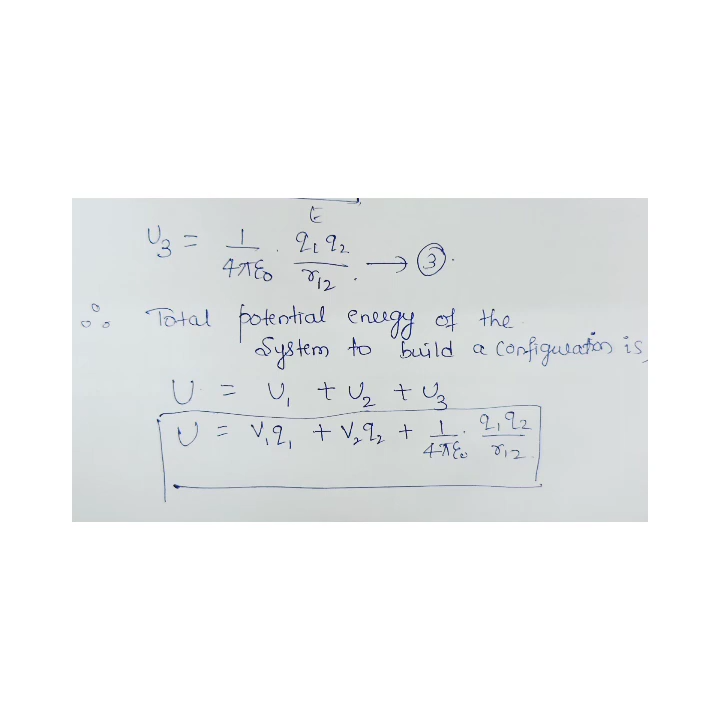 U₃ = 1/4πε₀ · q₁q₂/r₁₂ . → ③.
∴ Total potential energy of the
System to build a configuration is,
U = U₁ + U₂ + U₃
U = V₁q₁ + V₂q₂ + 1/4πε₀ · q₁q₂/r₁₂.